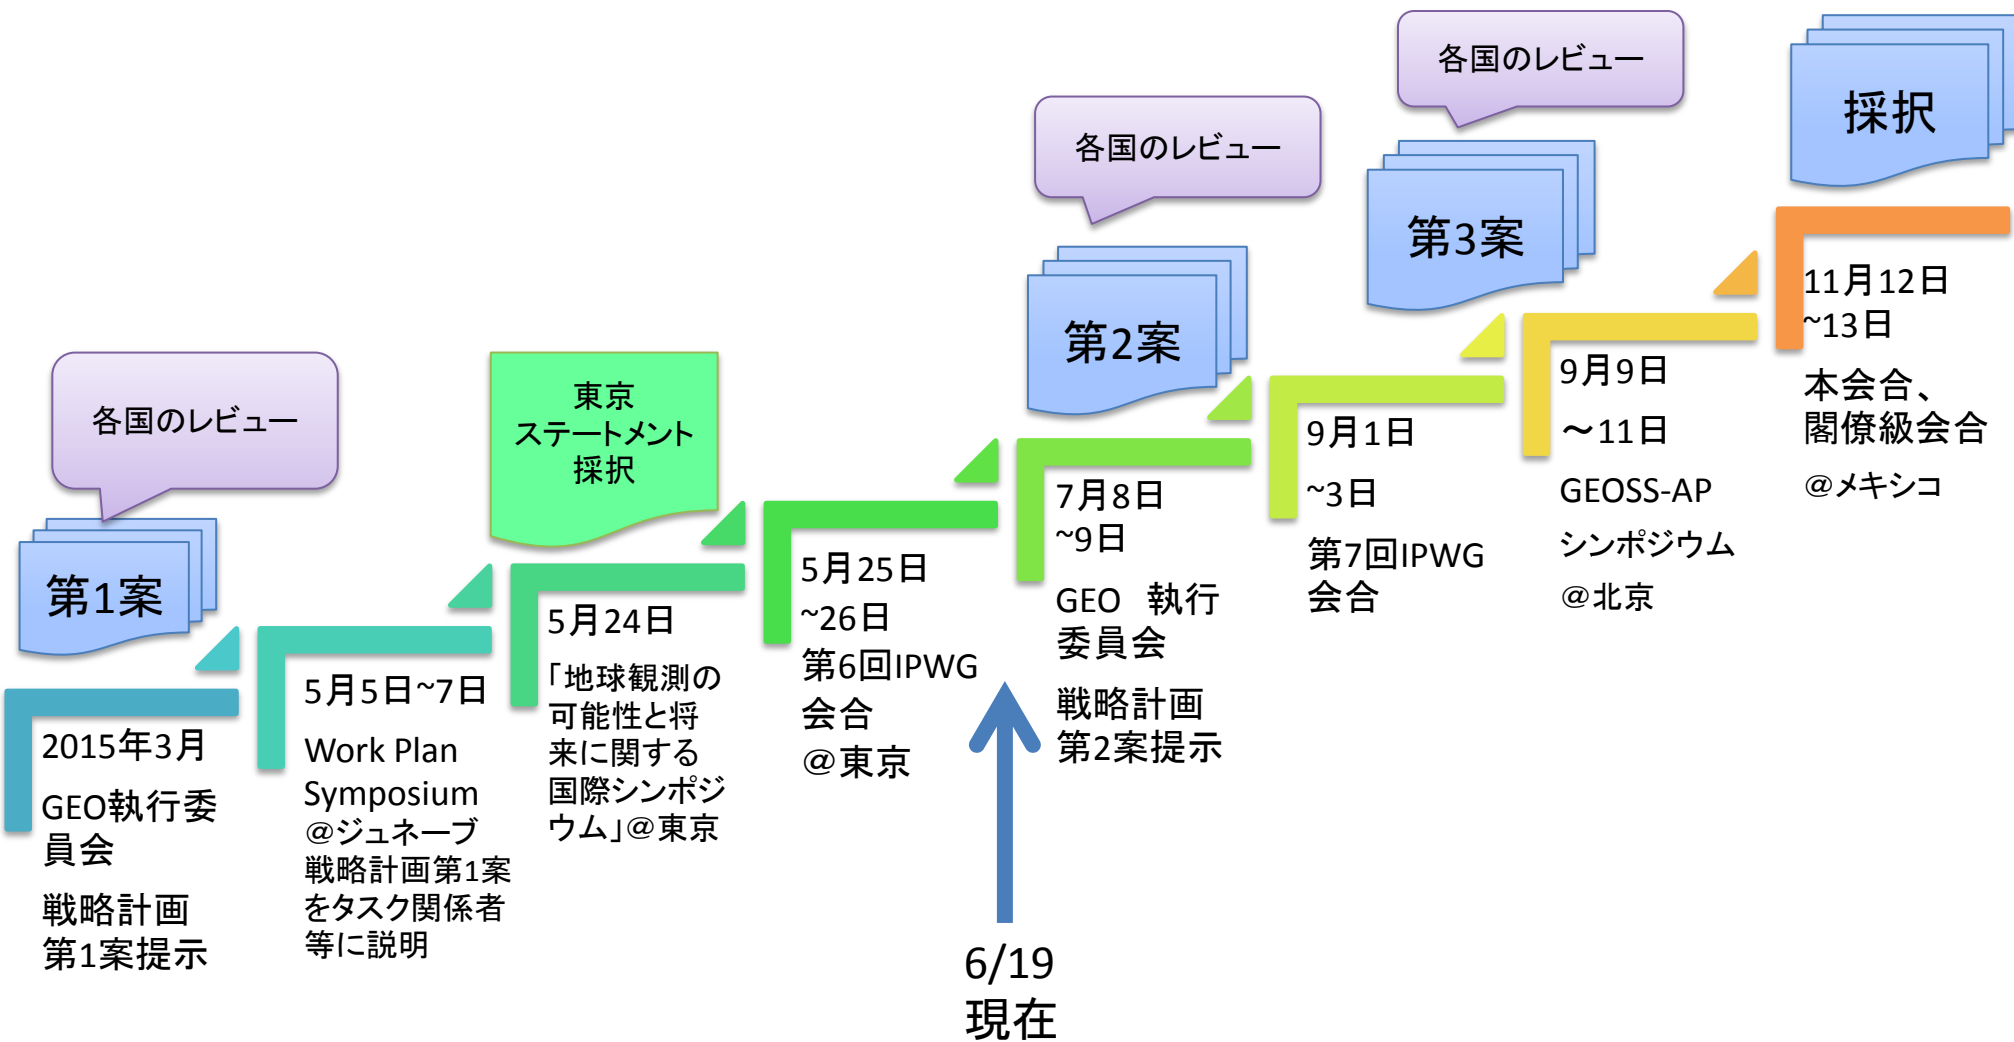 各国のレビュー
第1案
2015年3月
GEO執行委
員会
戦略計画
第1案提示
5月5日~7日
Work Plan
Symposium
@ジュネーブ
戦略計画第1案
をタスク関係者
等に説明
東京
ステートメント
採択
5月24日
「地球観測の
可能性と将
来に関する
国際シンポジ
ウム」@東京
5月25日
~26日
第6回IPWG
会合
@東京
6/19
現在
各国のレビュー
第2案
7月8日
~9日
GEO　執行
委員会
戦略計画
第2案提示
9月1日
~3日
第7回IPWG
会合
各国のレビュー
第3案
9月9日
～11日
GEOSS-AP
シンポジウム
@北京
採択
11月12日
~13日
本会合、
閣僚級会合
@メキシコ